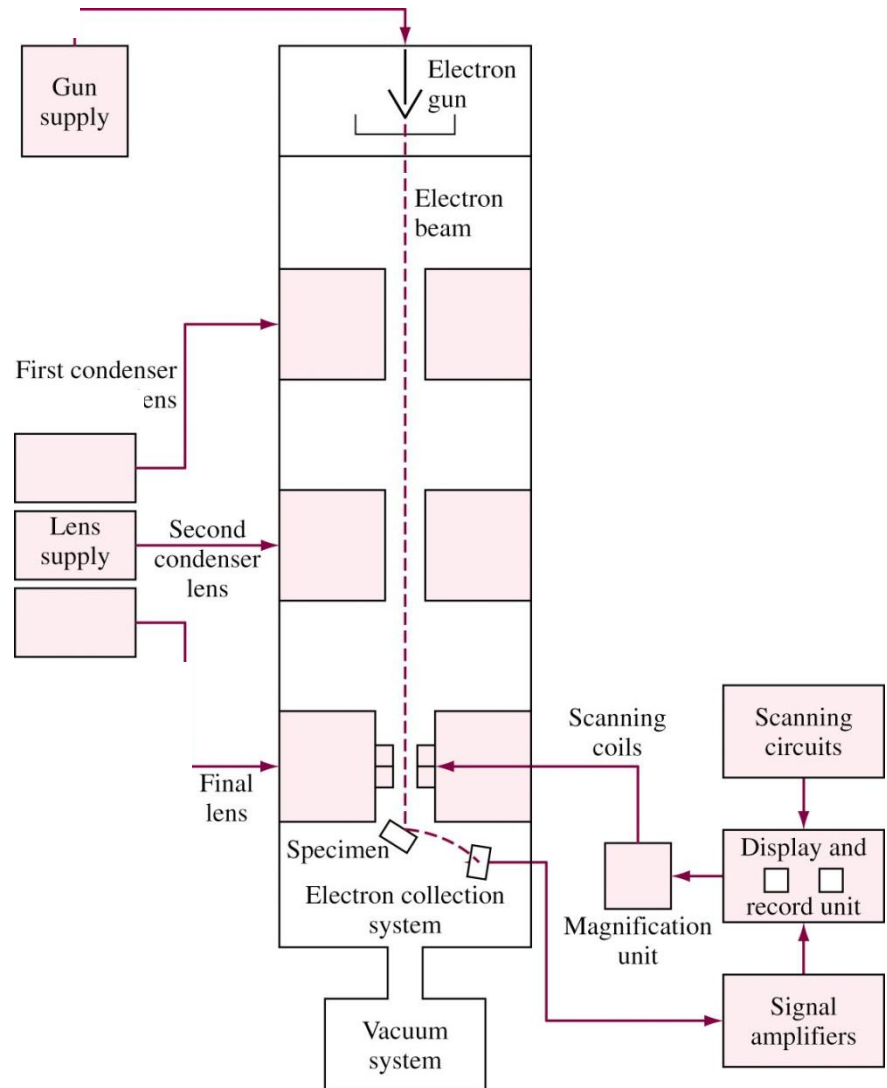 Gun
supply
Electron
gun
Electron
beam
First condenser
ens
Lens
supply
Second
condenser
lens
Final
lens
Scanning
coils
Scanning
circuits
Specimen
Electron collection
system
Magnification
unit
Display and
record unit
Signal
amplifiers
Vacuum
system